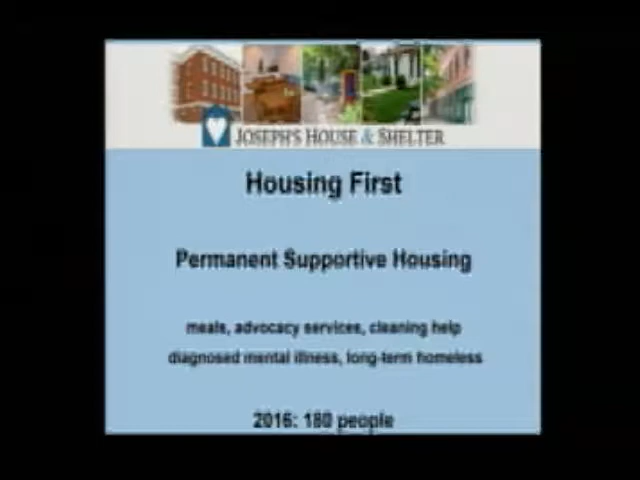 JOSEPH'S HOUSE & SHELTER
Housing First
Permanent Supportive Housing
meals, advocacy services, cleaning help
diagnosed mental illness, long-term homeless
2016: 180 people